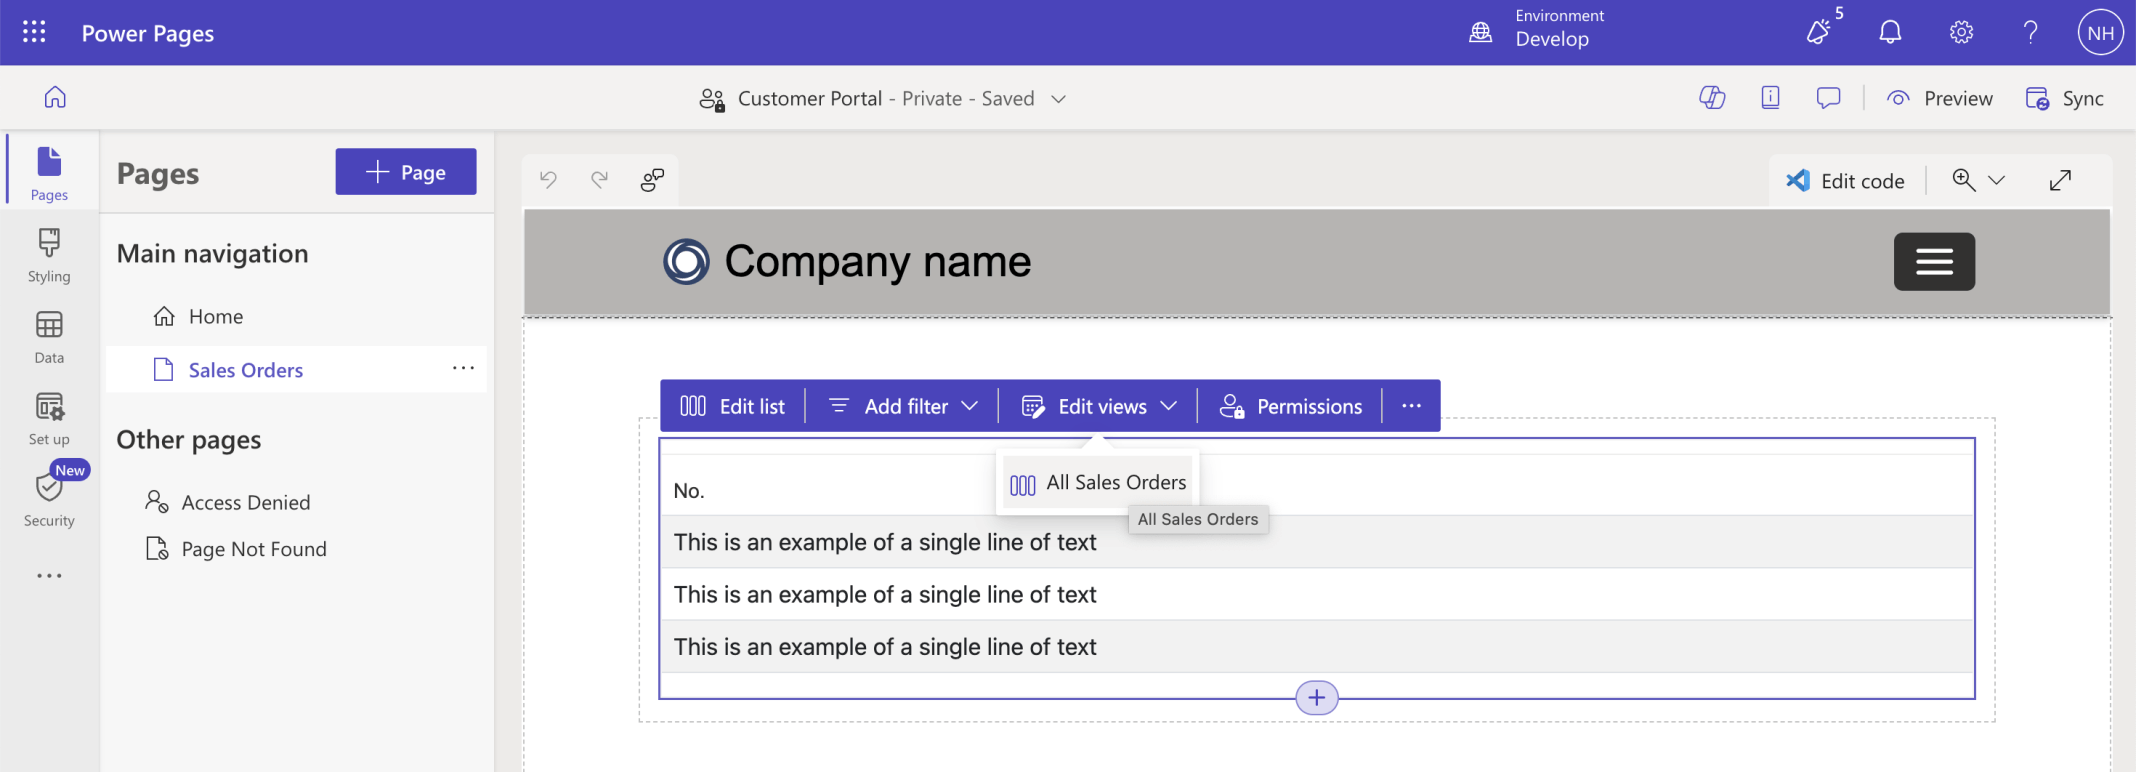 Power Pages
Environment
Develop
5
NH
Customer Portal - Private - Saved
Preview
Sync
Pages
Styling
Data
Set up
New
Security
Pages
Page
Main navigation
Home
Sales Orders
Other pages
Access Denied
Page Not Found
Edit code
Company name
Edit list
Add filter
Edit views
Permissions
All Sales Orders
All Sales Orders
No.
This is an example of a single line of text
This is an example of a single line of text
This is an example of a single line of text